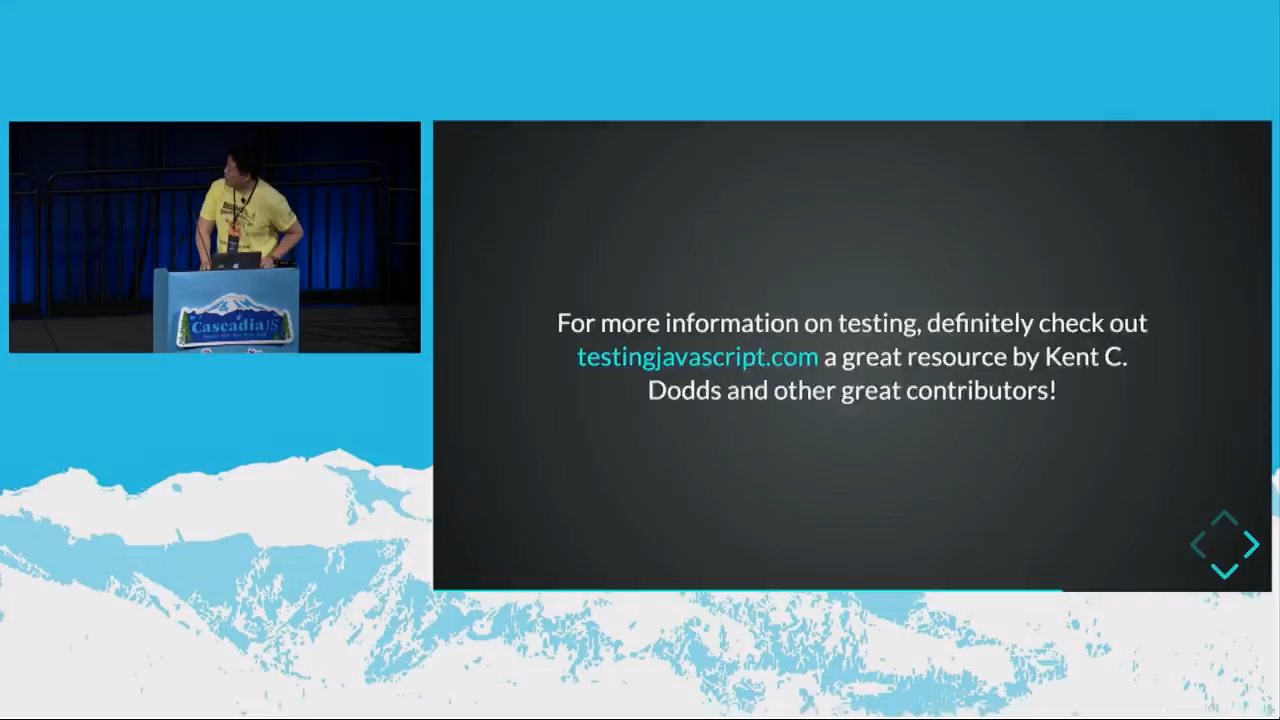 CascadiaJS
For more information on testing, definitely check out
testingjavascript.com a great resource by Kent C.
Dodds and other great contributors!